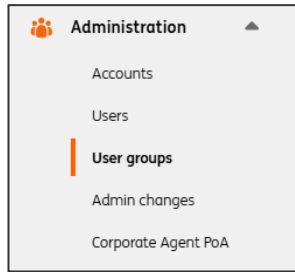 Administration
Accounts
Users
User groups
Admin changes
Corporate Agent PoA